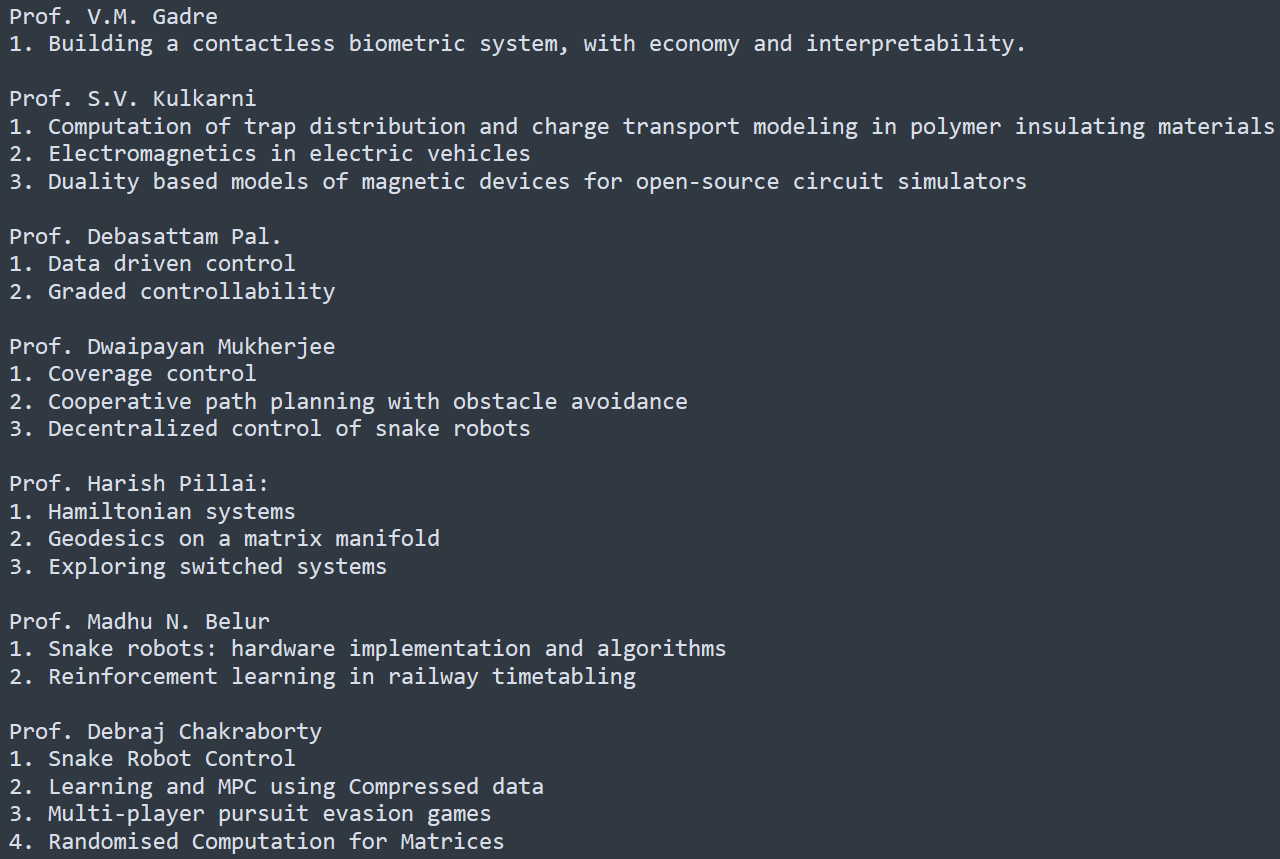 Prof. V.M. Gadre
1. Building a contactless biometric system, with economy and interpretability.
Prof. S.V. Kulkarni
1. Computation of trap distribution and charge transport modeling in polymer insulating materials
2. Electromagnetics in electric vehicles
3. Duality based models of magnetic devices for open-source circuit simulators
Prof. Debasattam Pal.
1. Data driven control
2. Graded controllability
Prof. Dwaipayan Mukherjee
1. Coverage control
2. Cooperative path planning with obstacle avoidance
3. Decentralized control of snake robots
Prof. Harish Pillai:
1. Hamiltonian systems
2. Geodesics on a matrix manifold
3. Exploring switched systems
Prof. Madhu N. Belur
1. Snake robots: hardware implementation and algorithms
2. Reinforcement learning in railway timetabling
Prof. Debraj Chakraborty
1. Snake Robot Control
2. Learning and MPC using Compressed data
3. Multi-player pursuit evasion games
4. Randomised Computation for Matrices